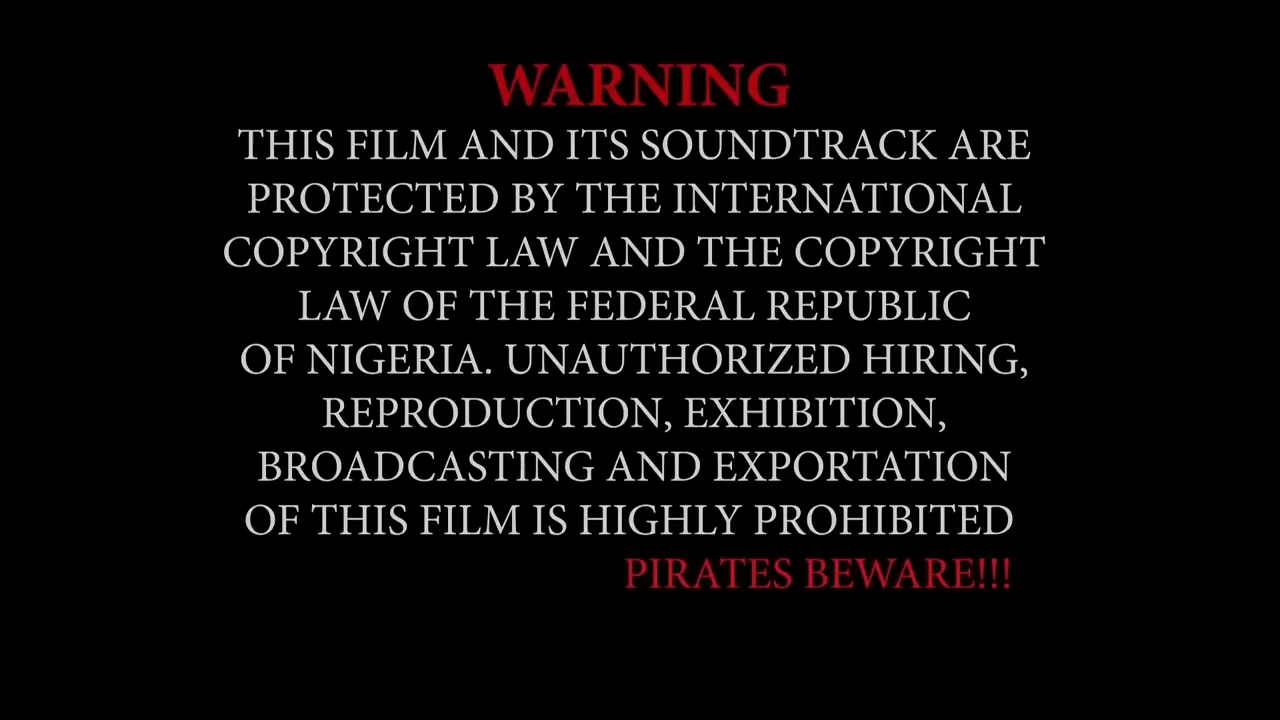 WARNING
THIS FILM AND ITS SOUNDTRACK ARE
PROTECTED BY THE INTERNATIONAL
COPYRIGHT LAW AND THE COPYRIGHT
LAW OF THE FEDERAL REPUBLIC
OF NIGERIA. UNAUTHORIZED HIRING,
REPRODUCTION, EXHIBITION,
BROADCASTING AND EXPORTATION
OF THIS FILM IS HIGHLY PROHIBITED
PIRATES BEWARE!!!